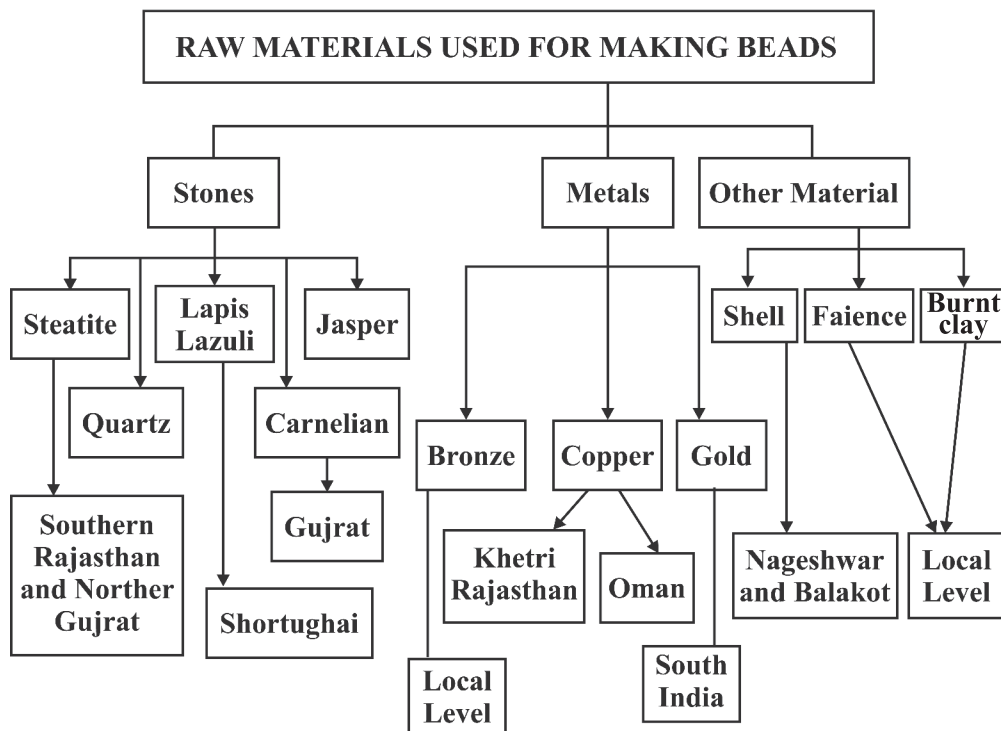 RAW MATERIALS USED FOR MAKING BEADS
Stones
Metals
Other Material
Steatite
Lapis
Lazuli
Jasper
Shell
Faience
Burnt
clay
Quartz
Carnelian
Bronze
Copper
Gold
Southern
Rajasthan
and Norther
Gujrat
Gujrat
Shortughai
Khetri
Rajasthan
Oman
Nageshwar
and Balakot
Local
Level
Local
Level
South
India